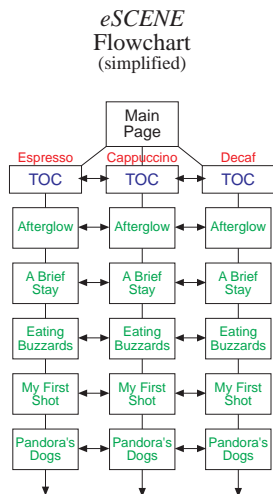 eSCENE
Flowchart
(simplified)
Main
Page
Espresso Cappuccino Decaf
TOC TOC TOC
Afterglow Afterglow Afterglow
A Brief A Brief A Brief
Stay Stay Stay
Eating Eating Eating
Buzzards Buzzards Buzzards
My First My First My First
Shot Shot Shot
Pandora's Pandora's Pandora's
Dogs Dogs Dogs